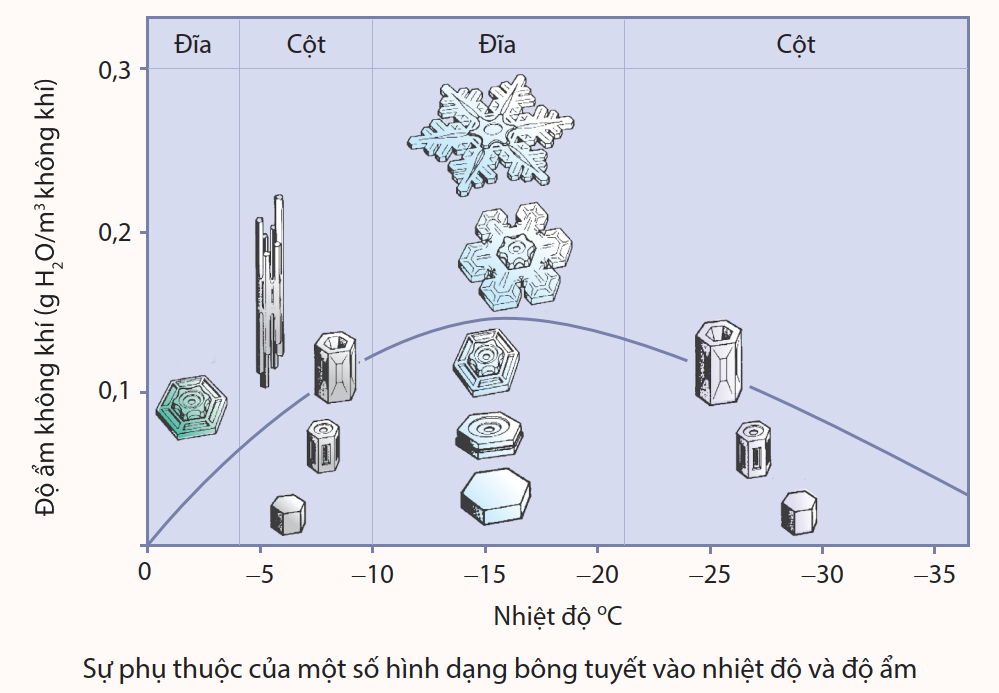 Đĩa
Cột
Đĩa
Cột
Độ ẩm không khí (g H₂O/m³ không khí)
0,3
0,2
0,1
0
–5
–10
–15
–20
–25
–30
–35
Nhiệt độ ºC
Sự phụ thuộc của một số hình dạng bông tuyết vào nhiệt độ và độ ẩm